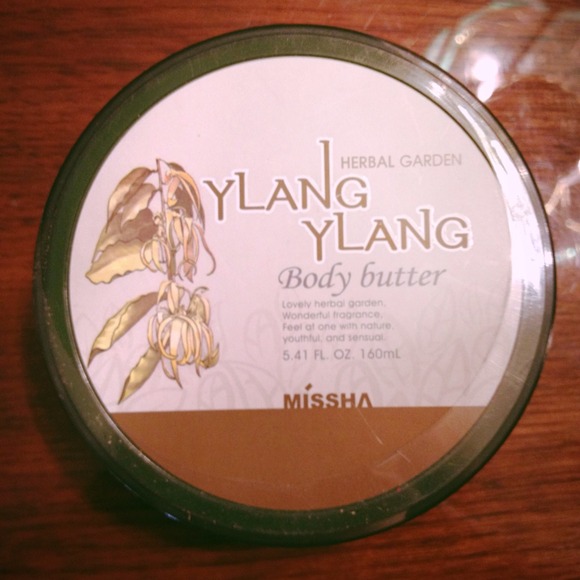 HERBAL GARDEN
YLANG
YLANG
Body butter
Lovely herbal garden,
Wonderful fragrance,
Feel at one with nature,
youthful, and sensual.
5.41 FL. OZ. 160mL
MISSHA